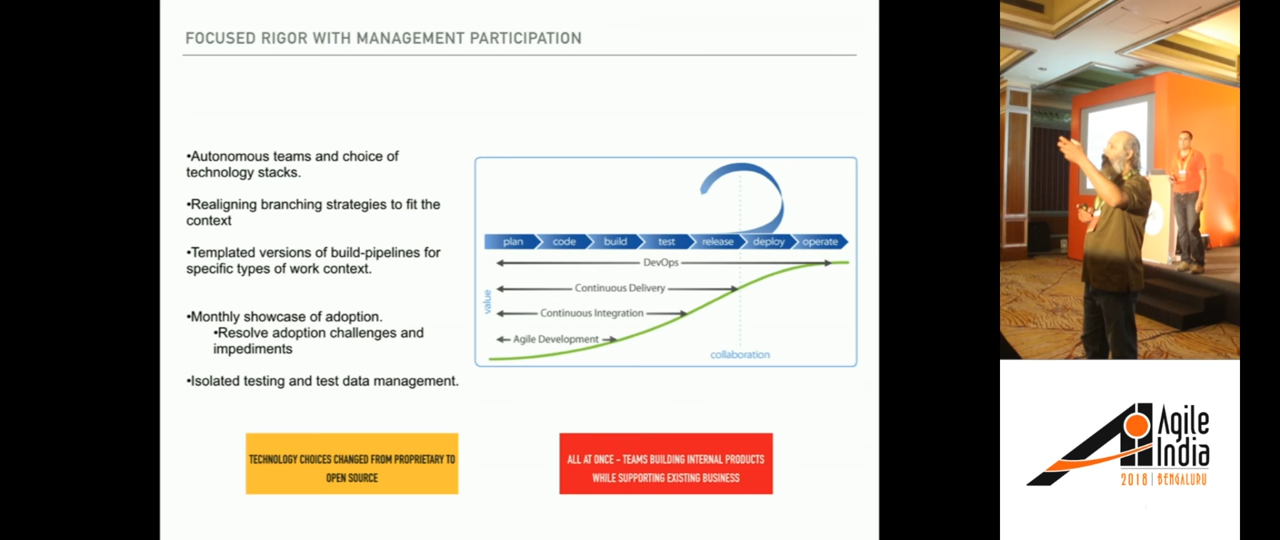 FOCUSED RIGOR WITH MANAGEMENT PARTICIPATION
•Autonomous teams and choice of
technology stacks.
•Realigning branching strategies to fit the
context
•Templated versions of build-pipelines for
specific types of work context.
•Monthly showcase of adoption.
•Resolve adoption challenges and
impediments
•Isolated testing and test data management.
plan code build test release deploy operate
DevOps
Continuous Delivery
value
Continuous Integration
Agile Development
collaboration
TECHNOLOGY CHOICES CHANGED FROM PROPRIETARY TO
OPEN SOURCE
ALL AT ONCE – TEAMS BUILDING INTERNAL PRODUCTS
WHILE SUPPORTING EXISTING BUSINESS
Agile
India
2018 | BENGALURU